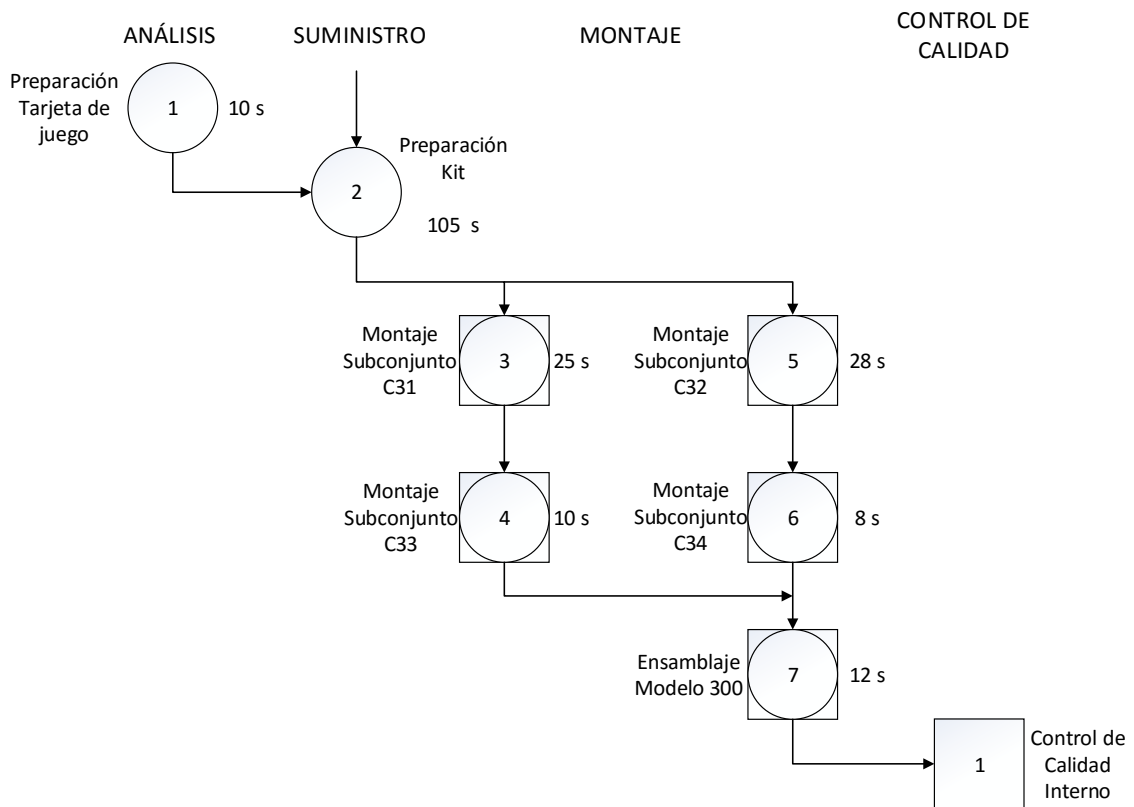 ANÁLISIS
SUMINISTRO
MONTAJE
CONTROL DE
CALIDAD
Preparación
Tarjeta de
juego
1
10 s
Preparación
Kit
2
105 s
Montaje
Subconjunto
C31
3
25 s
Montaje
Subconjunto
C32
5
28 s
Montaje
Subconjunto
C33
4
10 s
Montaje
Subconjunto
C34
6
8 s
Ensamblaje
Modelo 300
7
12 s
1
Control de
Calidad
Interno